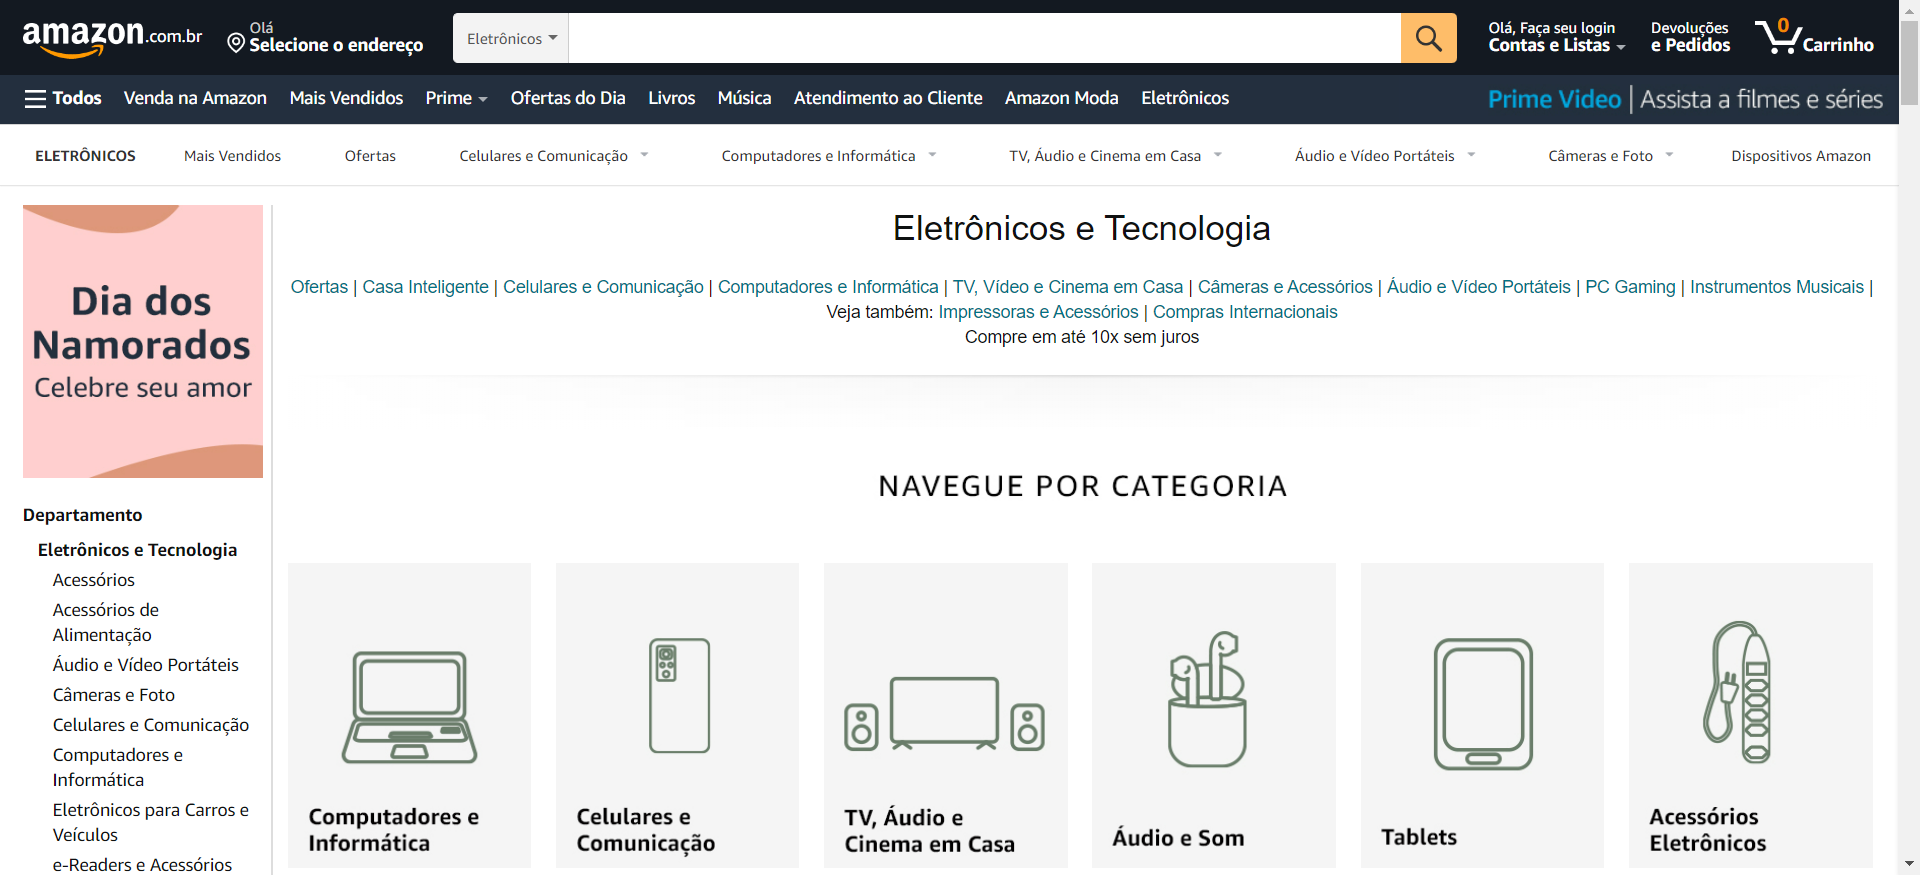 amazon.com.br
Olá
Selecione o endereço
Eletrônicos
Olá, Faça seu login
Contas e Listas
Devoluções
e Pedidos
0
Carrinho
Todos
Venda na Amazon
Mais Vendidos
Prime
Ofertas do Dia
Livros
Música
Atendimento ao Cliente
Amazon Moda
Eletrônicos
Prime Video | Assista a filmes e séries
ELETRÔNICOS
Mais Vendidos
Ofertas
Celulares e Comunicação
Computadores e Informática
TV, Áudio e Cinema em Casa
Áudio e Vídeo Portáteis
Câmeras e Foto
Dispositivos Amazon
Dia dos
Namorados
Celebre seu amor
Departamento
Eletrônicos e Tecnologia
Acessórios
Acessórios de
Alimentação
Áudio e Vídeo Portáteis
Câmeras e Foto
Celulares e Comunicação
Computadores e
Informática
Eletrônicos para Carros e
Veículos
e-Readers e Acessórios
Eletrônicos e Tecnologia
Ofertas | Casa Inteligente | Celulares e Comunicação | Computadores e Informática | TV, Vídeo e Cinema em Casa | Câmeras e Acessórios | Áudio e Vídeo Portáteis | PC Gaming | Instrumentos Musicais |
Veja também: Impressoras e Acessórios | Compras Internacionais
Compre em até 10x sem juros
NAVEGUE POR CATEGORIA
Computadores e
Informática
Celulares e
Comunicação
TV, Áudio e
Cinema em Casa
Áudio e Som
Tablets
Acessórios
Eletrônicos